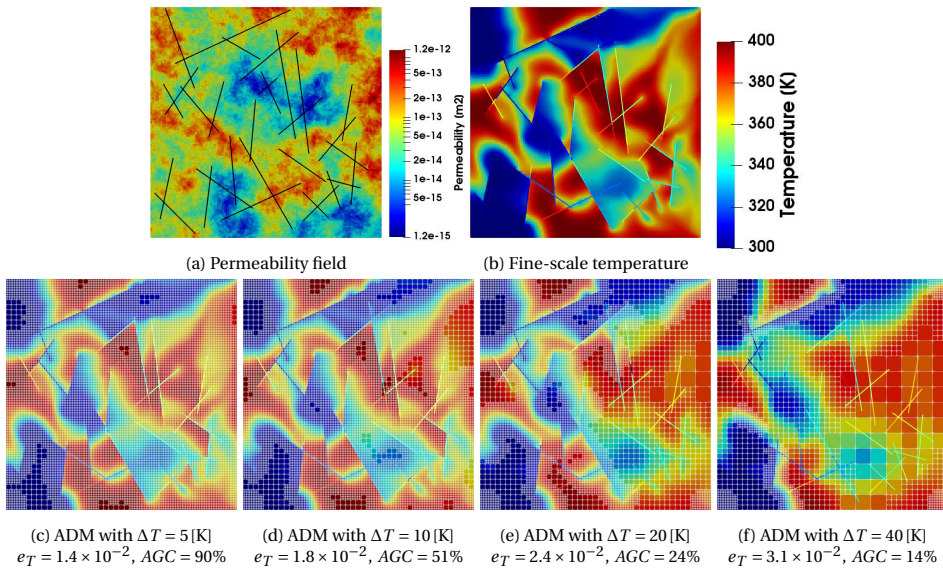 1.2e-12
5e-13
2e-13
1e-13
5e-14
2e-14
1e-14
5e-15
1.2e-15
Permeability (m2)
400
380
360
340
320
300
Temperature (K)
(a) Permeability field
(b) Fine-scale temperature
(c) ADM with ΔT = 5 [K]
e_T = 1.4 × 10⁻², AGC = 90%
(d) ADM with ΔT = 10 [K]
e_T = 1.8 × 10⁻², AGC = 51%
(e) ADM with ΔT = 20 [K]
e_T = 2.4 × 10⁻², AGC = 24%
(f) ADM with ΔT = 40 [K]
e_T = 3.1 × 10⁻², AGC = 14%